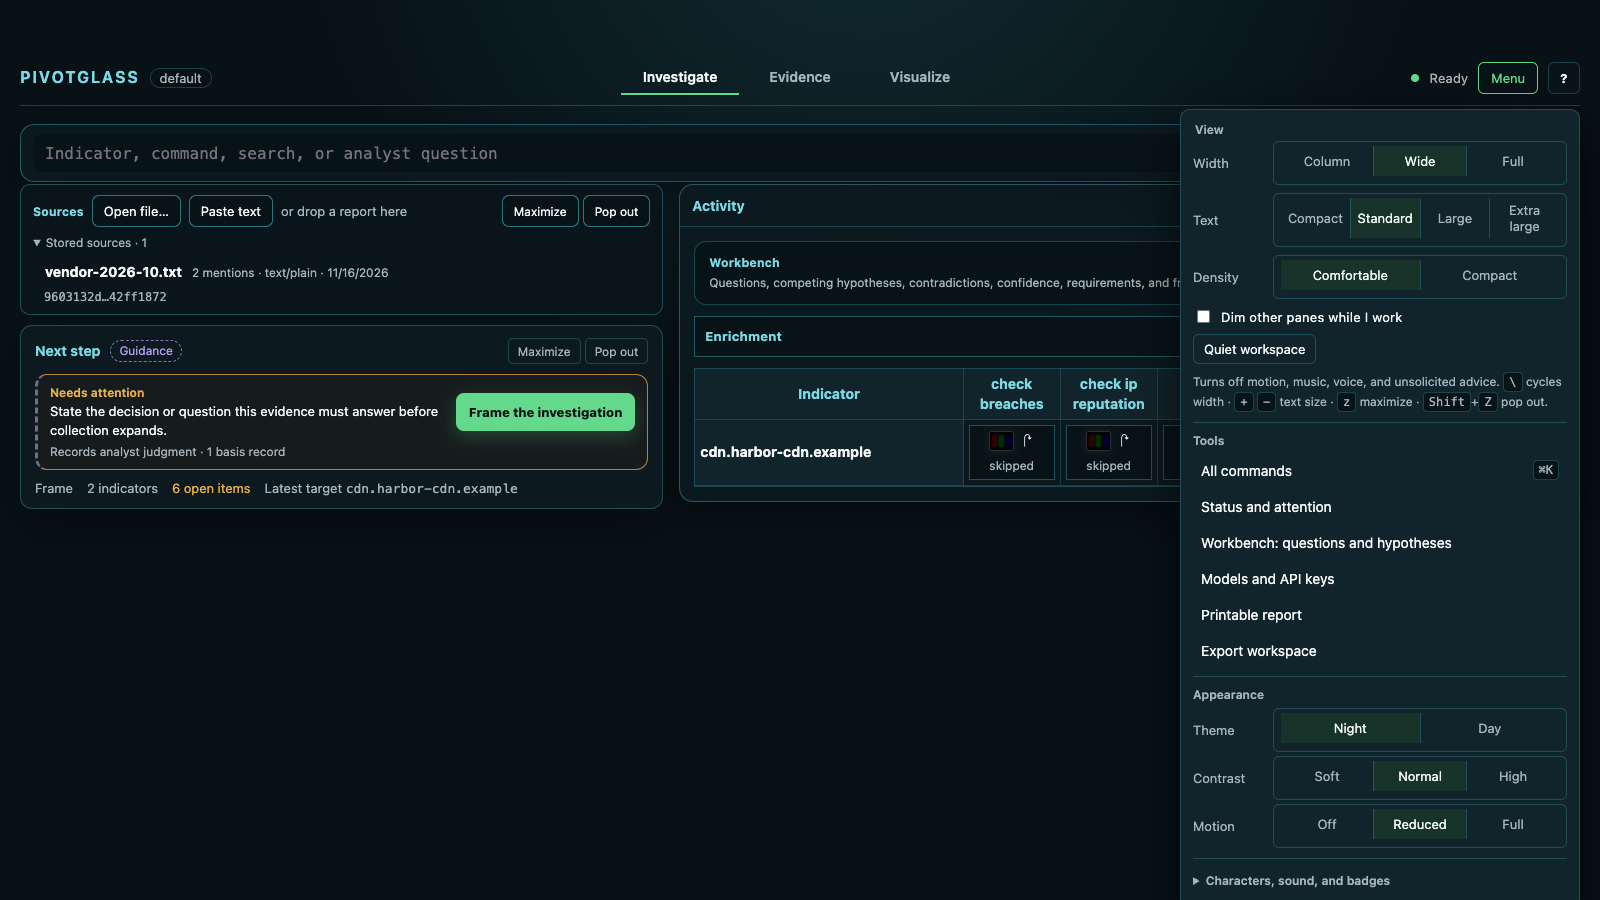 PIVOTGLASS default Investigate Evidence Visualize Ready Menu ?
Indicator, command, search, or analyst question
Sources Open file... Paste text or drop a report here Maximize Pop out
▼ Stored sources · 1
vendor-2026-10.txt 2 mentions · text/plain · 11/16/2026
9603132d…42ff1872
Next step Guidance Maximize Pop out
Needs attention
State the decision or question this evidence must answer before
collection expands.
Records analyst judgment · 1 basis record
Frame the investigation
Frame 2 indicators 6 open items Latest target cdn.harbor-cdn.example
Activity
Workbench
Questions, competing hypotheses, contradictions, confidence, requirements, and
Enrichment
Indicator check breaches check ip reputation
cdn.harbor-cdn.example skipped skipped
View
Width Column Wide Full
Text Compact Standard Large Extra large
Density Comfortable Compact
Dim other panes while I work
Quiet workspace
Turns off motion, music, voice, and unsolicited advice. \ cycles
width · + − text size · z maximize · Shift+Z pop out.
Tools
All commands ⌘K
Status and attention
Workbench: questions and hypotheses
Models and API keys
Printable report
Export workspace
Appearance
Theme Night Day
Contrast Soft Normal High
Motion Off Reduced Full
▶ Characters, sound, and badges